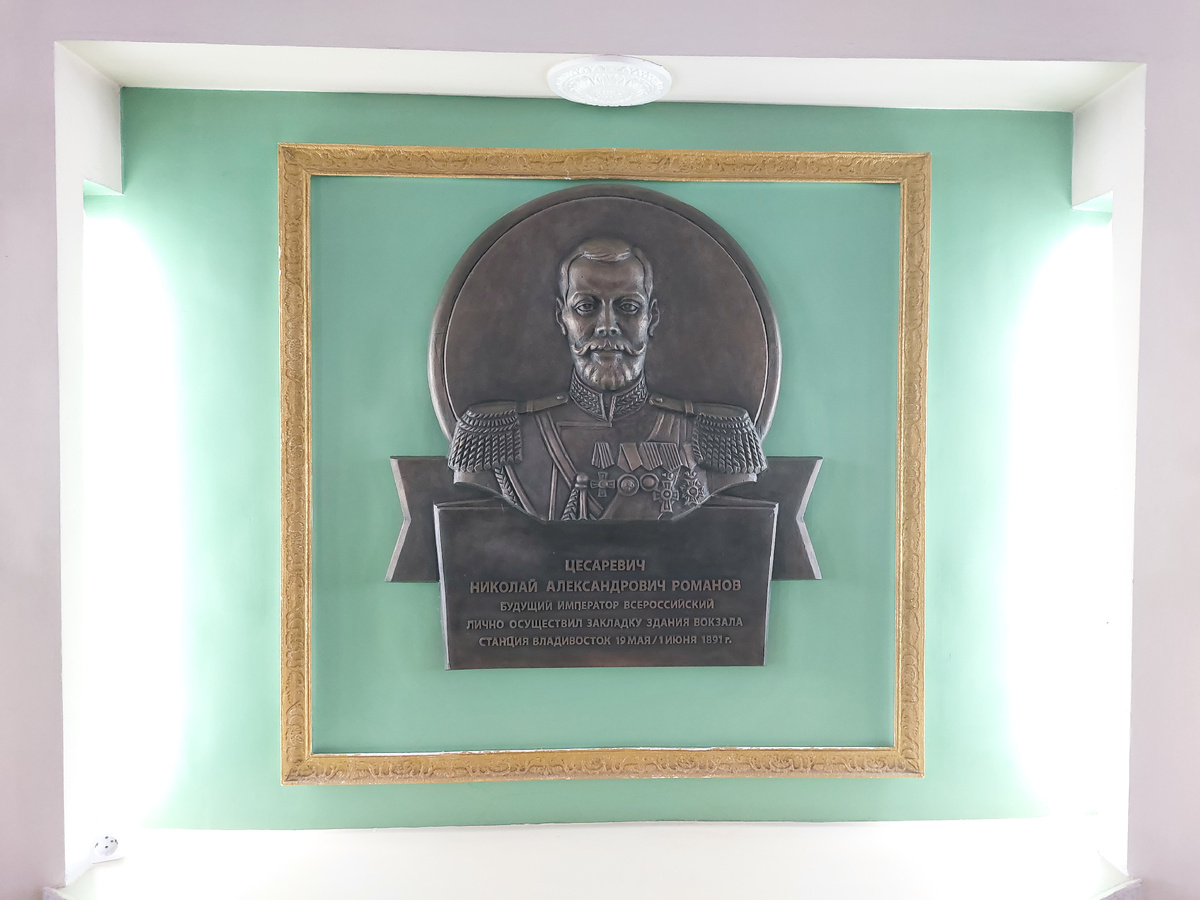 ЦЕСАРЕВИЧ
НИКОЛАЙ АЛЕКСАНДРОВИЧ РОМАНОВ
БУДУЩИЙ ИМПЕРАТОР ВСЕРОССИЙСКИЙ
ЛИЧНО ОСУЩЕСТВИЛ ЗАКЛАДКУ ЗДАНИЯ ВОКЗАЛА
СТАНЦИЯ ВЛАДИВОСТОК 19 МАЯ/1 ИЮНЯ 1891 г.